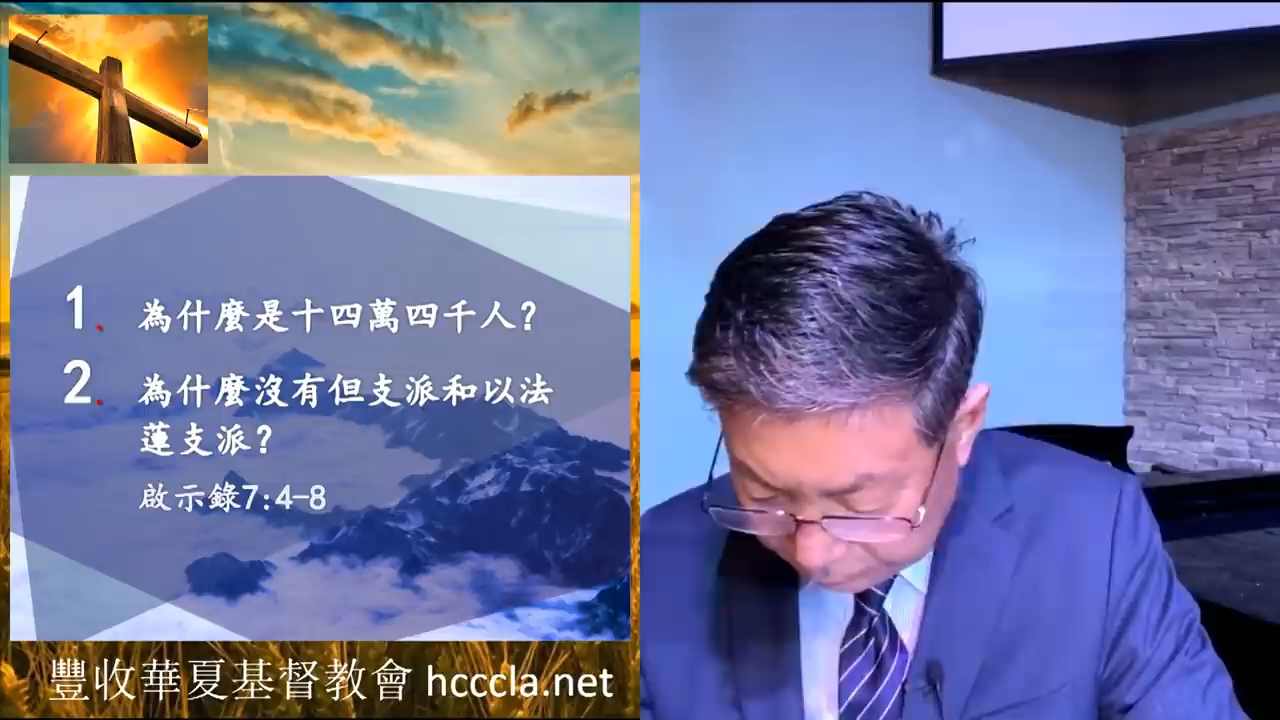 1、為什麼是十四萬四千人？
2、為什麼沒有但支派和以法
蓮支派？
啟示錄7:4-8
豐收華夏基督教會 hcccla.net